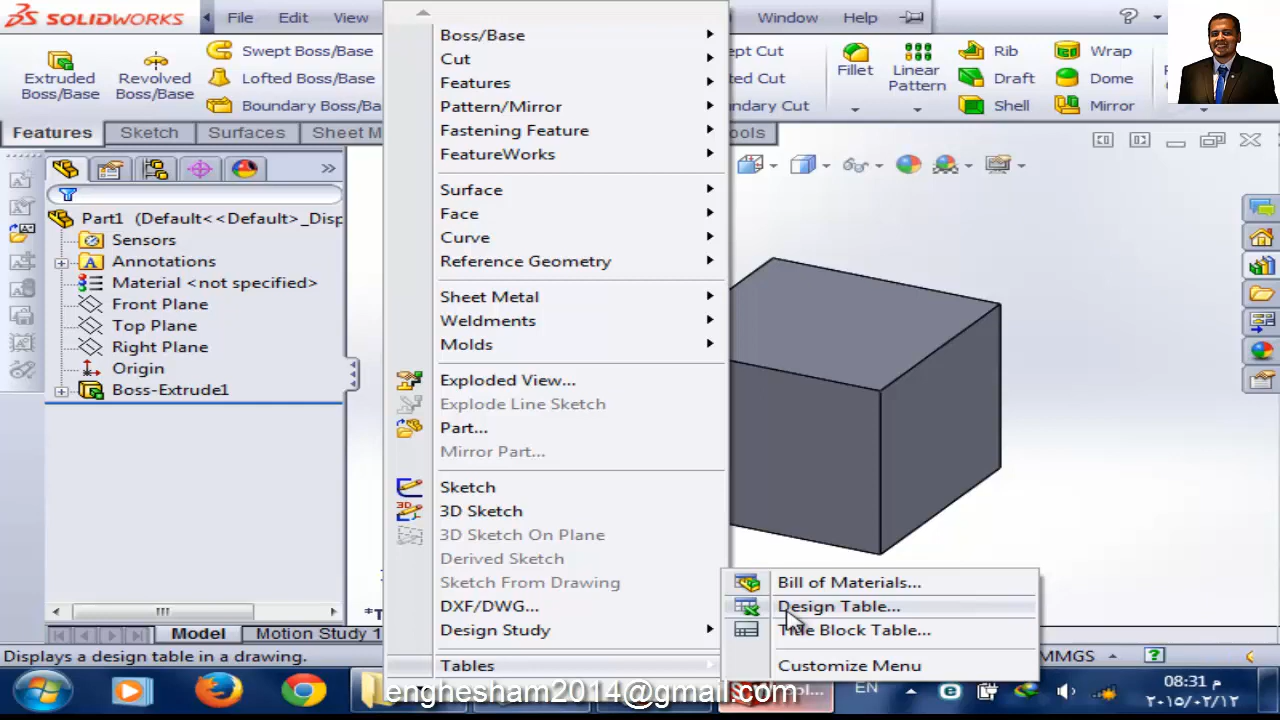 SOLIDWORKS
File Edit View
Window Help
Extruded
Boss/Base
Revolved
Boss/Base
Swept Boss/Base
Lofted Boss/Base
Boundary Boss/Ba
ept Cut
ted Cut
undary Cut
Fillet
Linear
Pattern
Rib
Draft
Shell
Wrap
Dome
Mirror
Features Sketch Surfaces Sheet M
ools
Part1 (Default<<Default>_Disp
Sensors
Annotations
Material <not specified>
Front Plane
Top Plane
Right Plane
Origin
Boss-Extrude1
Boss/Base
Cut
Features
Pattern/Mirror
Fastening Feature
FeatureWorks
Surface
Face
Curve
Reference Geometry
Sheet Metal
Weldments
Molds
Exploded View...
Explode Line Sketch
Part...
Mirror Part...
Sketch
3D Sketch
3D Sketch On Plane
Derived Sketch
Sketch From Drawing
DXF/DWG...
Design Study
Tables
Bill of Materials...
Design Table...
Title Block Table...
Customize Menu
*T
Model Motion Study 1
Displays a design table in a drawing.
MMGS
enghesham2014@gmail.com
EN
08:31 م
٢٠١٥/٠٢/١٢